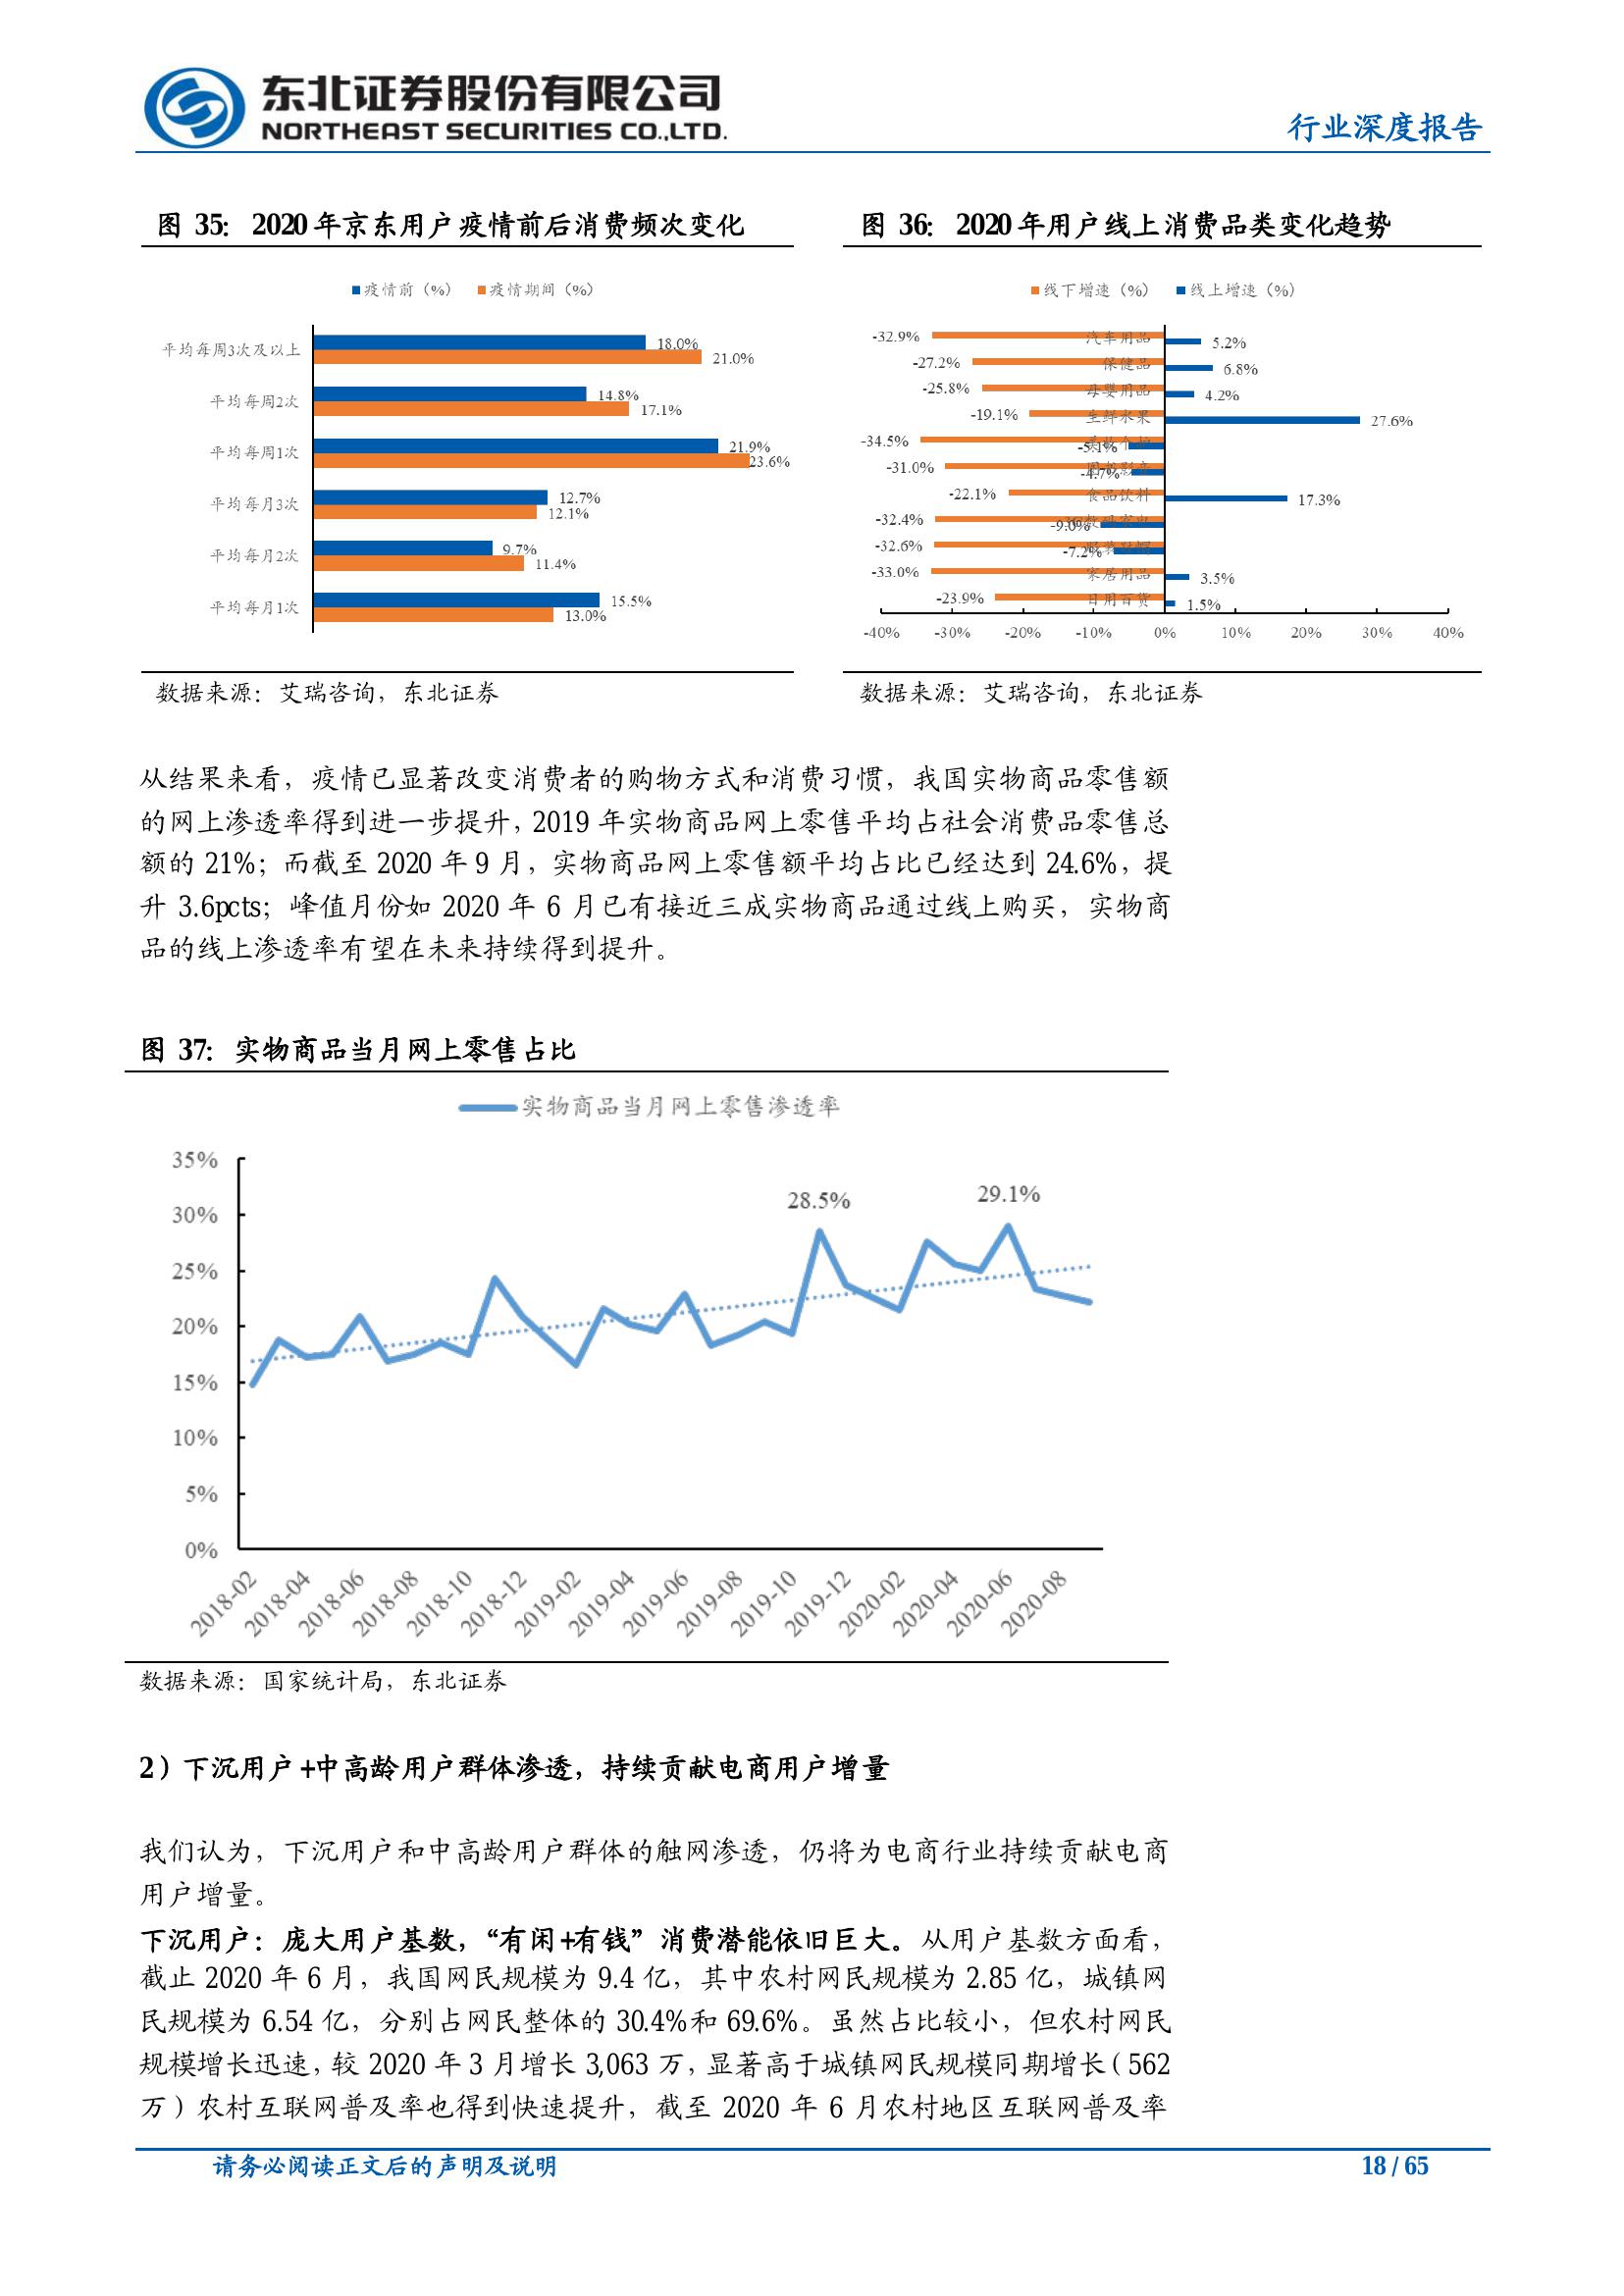 东北证券股份有限公司
NORTHEAST SECURITIES CO.,LTD.
行业深度报告
图 35: 2020 年京东用户疫情前后消费频次变化
疫情前（%） 疫情期间（%）
平均每周3次及以上 18.0% 21.0%
平均每周2次 14.8% 17.1%
平均每周1次 21.9% 23.6%
平均每月3次 12.7% 12.1%
平均每月2次 9.7% 11.4%
平均每月1次 15.5% 13.0%
数据来源：艾瑞咨询，东北证券
图 36: 2020 年用户线上消费品类变化趋势
线下增速（%） 线上增速（%）
-32.9% 汽车用品 5.2%
-27.2% 保健品 6.8%
-25.8% 母婴用品 4.2%
-19.1% 生鲜水果 27.6%
-34.5% -5.1%
-31.0% -4.7%
-22.1% 食品饮料 17.3%
-32.4% -9.0%
-32.6% -7.2%
-33.0% 家居用品 3.5%
-23.9% 日用百货 1.5%
-40% -30% -20% -10% 0% 10% 20% 30% 40%
数据来源：艾瑞咨询，东北证券
从结果来看，疫情已显著改变消费者的购物方式和消费习惯，我国实物商品零售额
的网上渗透率得到进一步提升，2019 年实物商品网上零售平均占社会消费品零售总
额的 21%；而截至 2020 年 9 月，实物商品网上零售额平均占比已经达到 24.6%，提
升 3.6pcts；峰值月份如 2020 年 6 月已有接近三成实物商品通过线上购买，实物商
品的线上渗透率有望在未来持续得到提升。
图 37: 实物商品当月网上零售占比
实物商品当月网上零售渗透率
35%
30%
25%
20%
15%
10%
5%
0%
28.5%
29.1%
2018-02 2018-04 2018-06 2018-08 2018-10 2018-12 2019-02 2019-04 2019-06 2019-08 2019-10 2019-12 2020-02 2020-04 2020-06 2020-08
数据来源：国家统计局，东北证券
2）下沉用户+中高龄用户群体渗透，持续贡献电商用户增量
我们认为，下沉用户和中高龄用户群体的触网渗透，仍将为电商行业持续贡献电商
用户增量。
下沉用户：庞大用户基数，“有闲+有钱”消费潜能依旧巨大。从用户基数方面看，
截止 2020 年 6 月，我国网民规模为 9.4 亿，其中农村网民规模为 2.85 亿，城镇网
民规模为 6.54 亿，分别占网民整体的 30.4%和 69.6%。虽然占比较小，但农村网民
规模增长迅速，较 2020 年 3 月增长 3,063 万，显著高于城镇网民规模同期增长（562
万）农村互联网普及率也得到快速提升，截至 2020 年 6 月农村地区互联网普及率
请务必阅读正文后的声明及说明
18 / 65